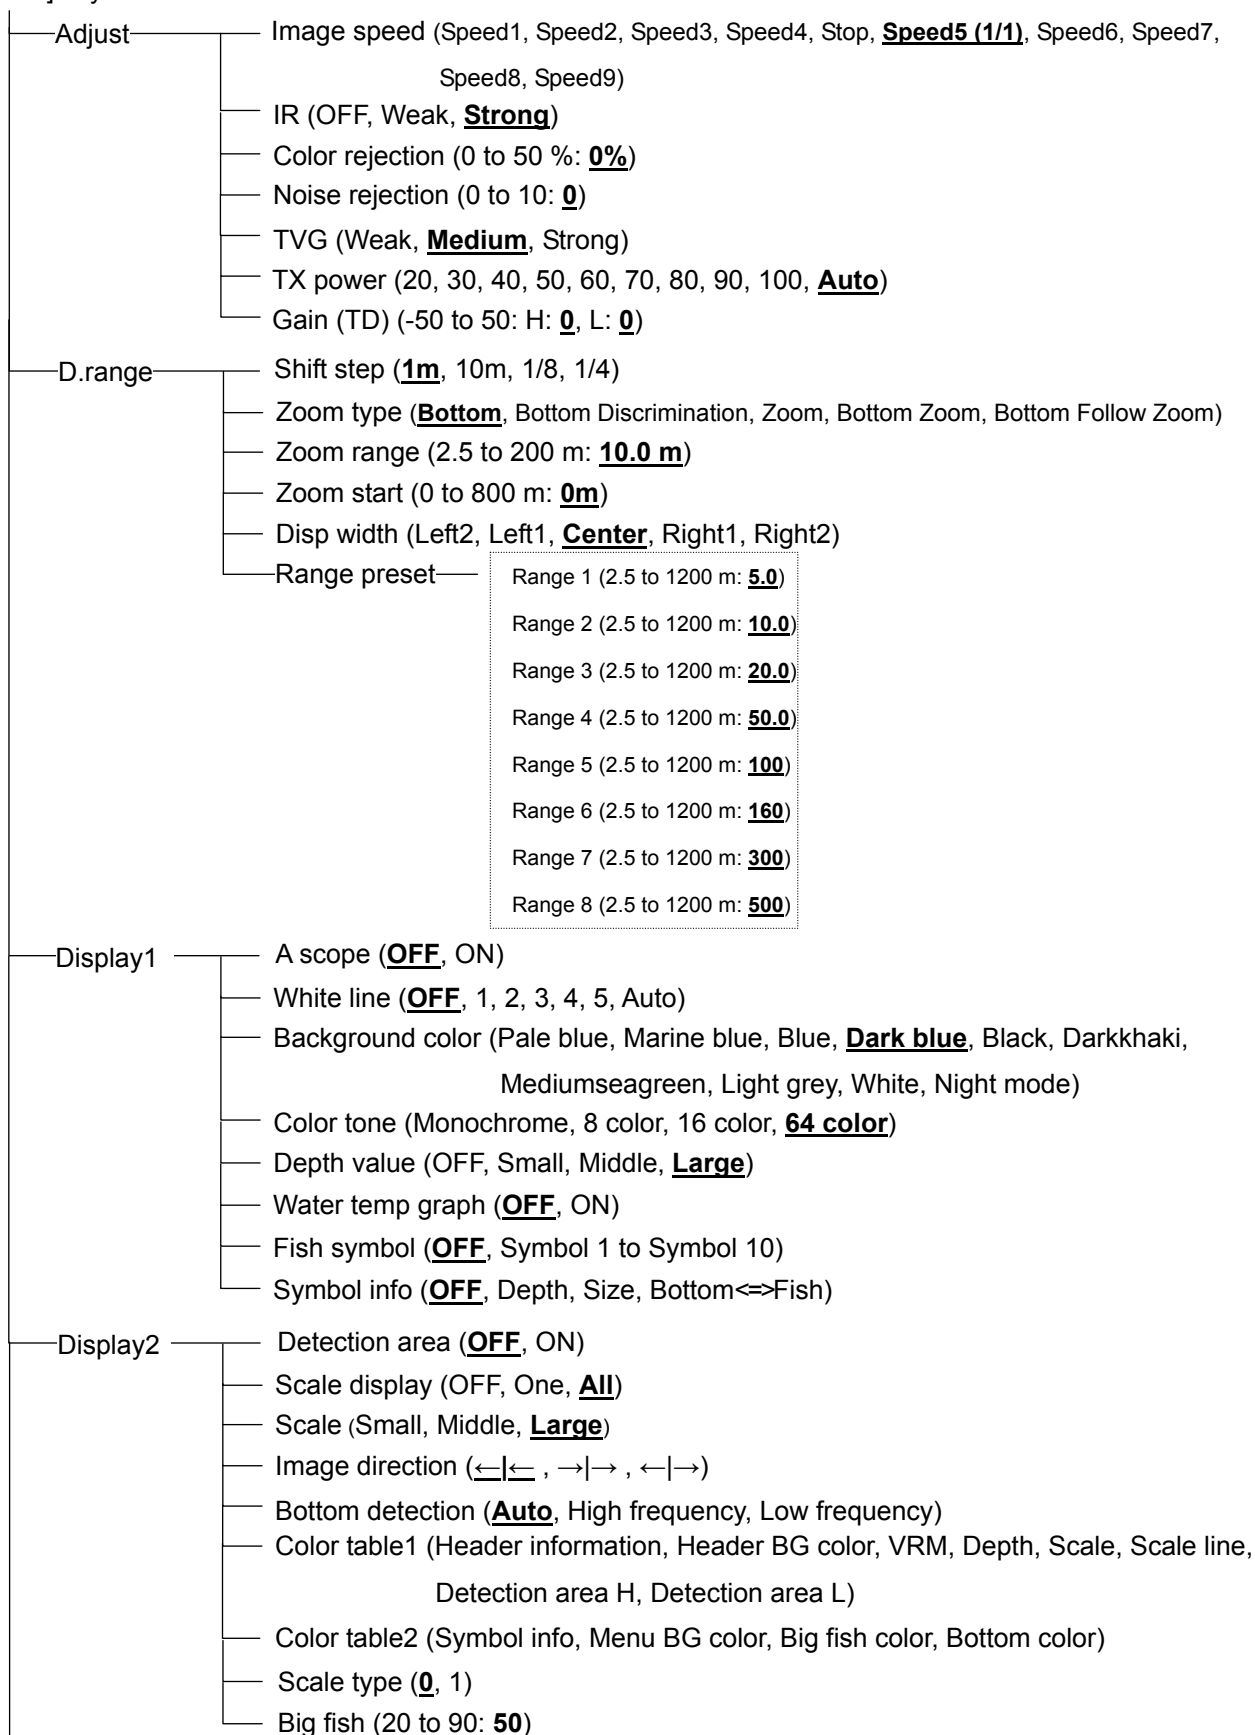 Adjust Image speed (Speed1, Speed2, Speed3, Speed4, Stop, Speed5 (1/1), Speed6, Speed7,
Speed8, Speed9)
IR (OFF, Weak, Strong)
Color rejection (0 to 50 %: 0%)
Noise rejection (0 to 10: 0)
TVG (Weak, Medium, Strong)
TX power (20, 30, 40, 50, 60, 70, 80, 90, 100, Auto)
Gain (TD) (-50 to 50: H: 0, L: 0)
D.range Shift step (1m, 10m, 1/8, 1/4)
Zoom type (Bottom, Bottom Discrimination, Zoom, Bottom Zoom, Bottom Follow Zoom)
Zoom range (2.5 to 200 m: 10.0 m)
Zoom start (0 to 800 m: 0m)
Disp width (Left2, Left1, Center, Right1, Right2)
Range preset Range 1 (2.5 to 1200 m: 5.0)
Range 2 (2.5 to 1200 m: 10.0)
Range 3 (2.5 to 1200 m: 20.0)
Range 4 (2.5 to 1200 m: 50.0)
Range 5 (2.5 to 1200 m: 100)
Range 6 (2.5 to 1200 m: 160)
Range 7 (2.5 to 1200 m: 300)
Range 8 (2.5 to 1200 m: 500)
Display1 A scope (OFF, ON)
White line (OFF, 1, 2, 3, 4, 5, Auto)
Background color (Pale blue, Marine blue, Blue, Dark blue, Black, Darkkhaki,
Mediumseagreen, Light grey, White, Night mode)
Color tone (Monochrome, 8 color, 16 color, 64 color)
Depth value (OFF, Small, Middle, Large)
Water temp graph (OFF, ON)
Fish symbol (OFF, Symbol 1 to Symbol 10)
Symbol info (OFF, Depth, Size, Bottom<=>Fish)
Display2 Detection area (OFF, ON)
Scale display (OFF, One, All)
Scale (Small, Middle, Large)
Image direction (←|← , →|→ , ←|→)
Bottom detection (Auto, High frequency, Low frequency)
Color table1 (Header information, Header BG color, VRM, Depth, Scale, Scale line,
Detection area H, Detection area L)
Color table2 (Symbol info, Menu BG color, Big fish color, Bottom color)
Scale type (0, 1)
Big fish (20 to 90: 50)